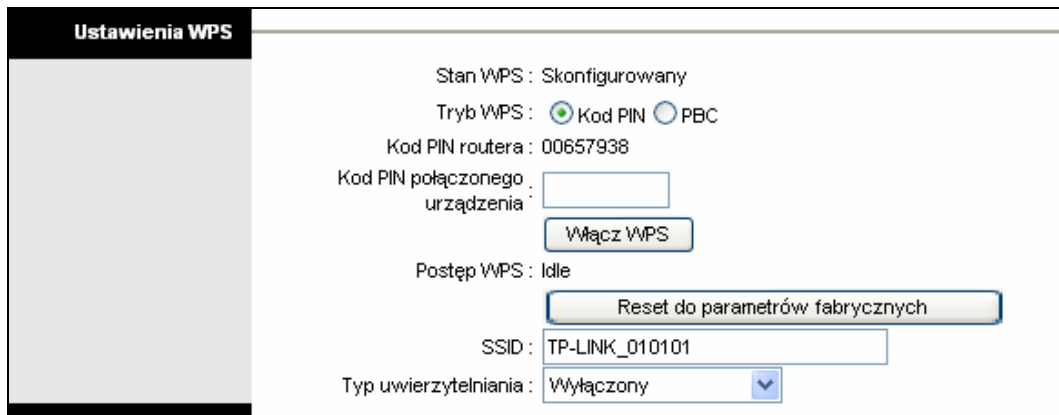 Ustawienia WPS
Stan WPS : Skonfigurowany
Tryb WPS : Kod PIN PBC
Kod PIN routera : 00657938
Kod PIN połączonego
urządzenia :
Włącz WPS
Postęp WPS : Idle
Reset do parametrów fabrycznych
SSID : TP-LINK_010101
Typ uwierzytelniania : Wyłączony